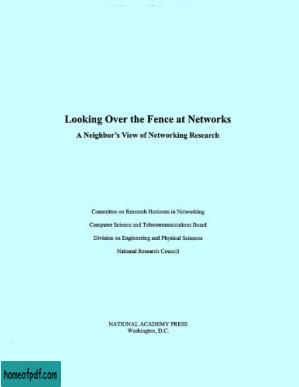 Looking Over the Fence at Networks
A Neighbor's View of Networking Research
Committee on Research Horizons in Networking
Computer Science and Telecommunications Board
Division on Engineering and Physical Sciences
National Research Council
NATIONAL ACADEMY PRESS
Washington, D.C.
homeofpdf.com